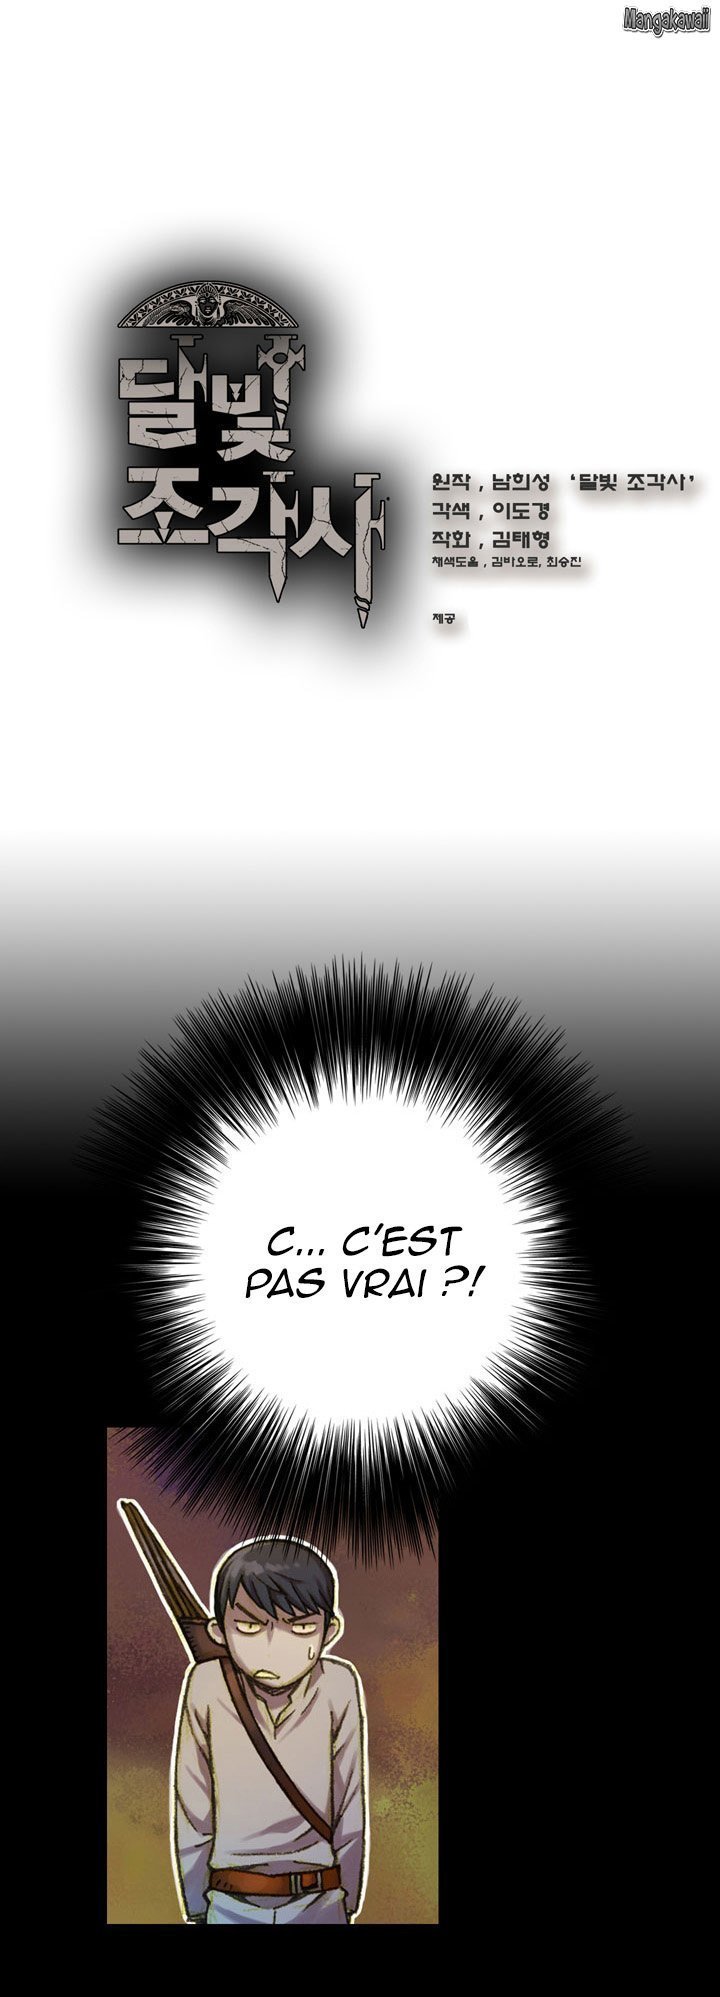 Mangakawaii
달빛
조각사
원작 , 남희성 ‘달빛 조각사’
각색 , 이도경
작화 , 김태형
채색도움 , 김바오로, 최승진
제공
C... C'EST
PAS VRAI ?!